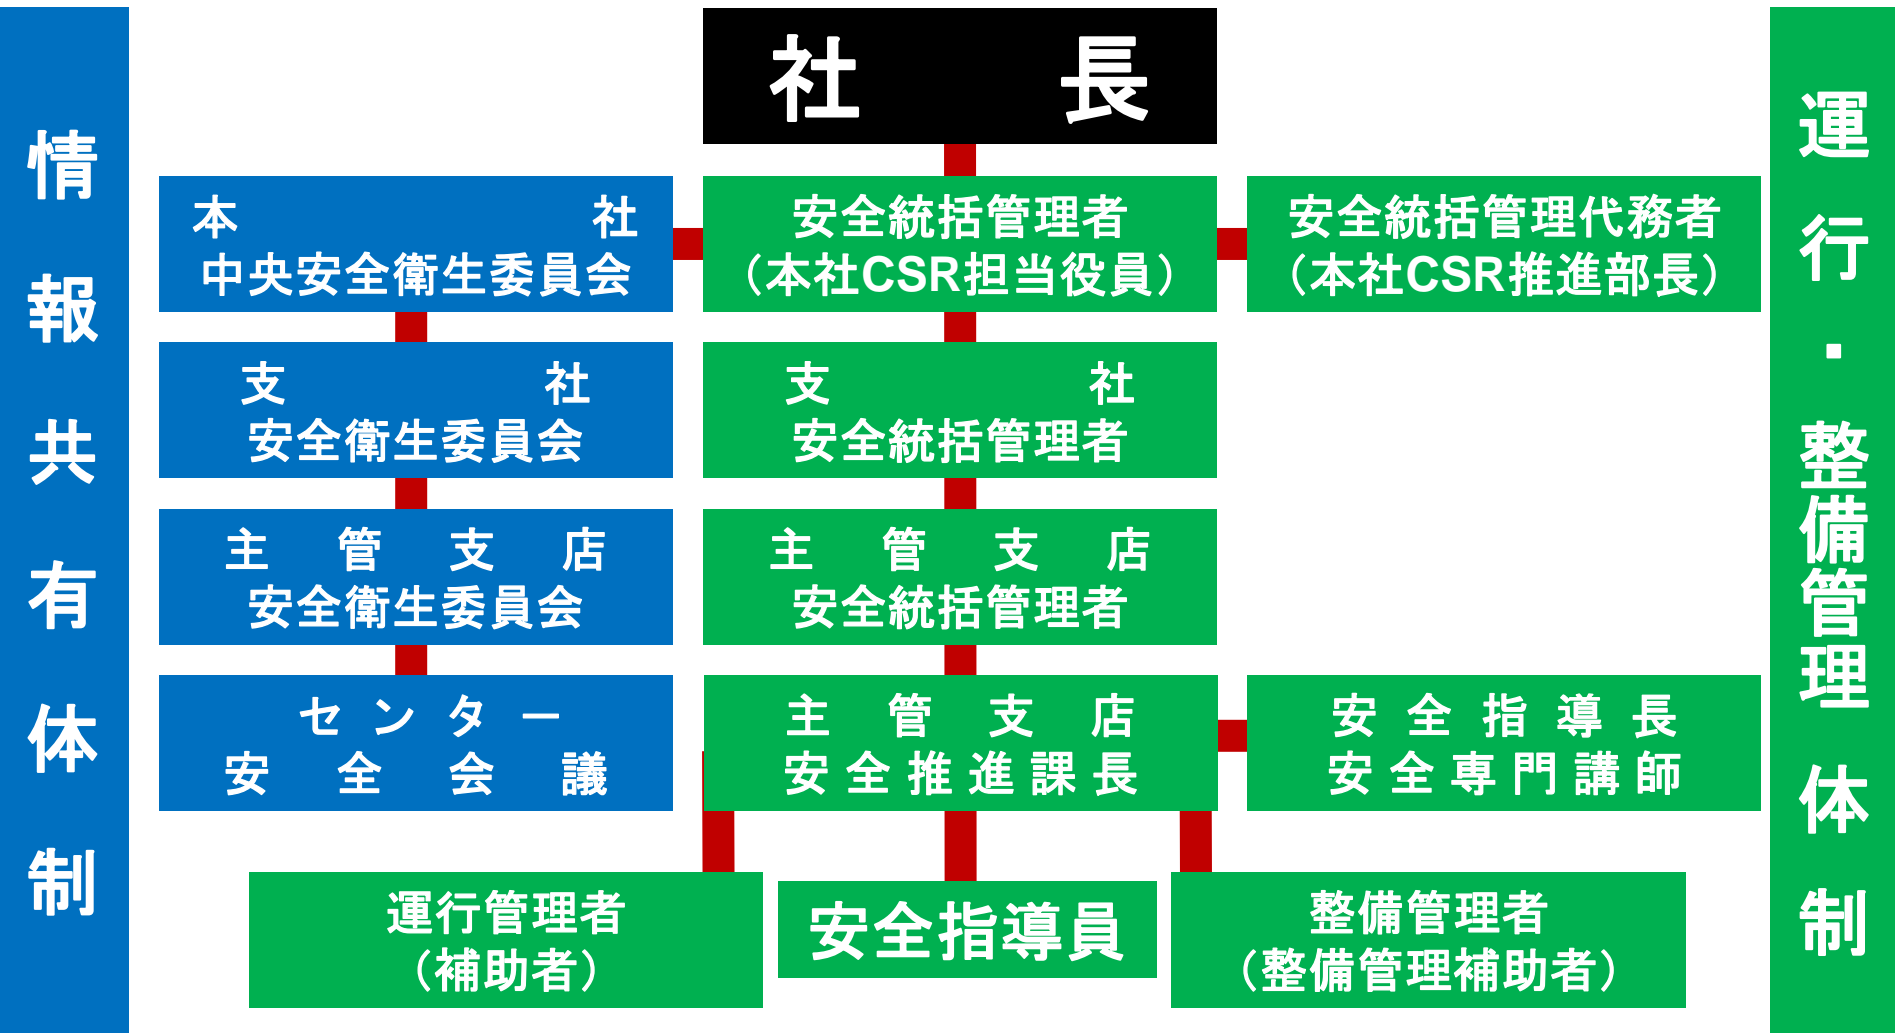 社長
情報共有体制
運行・整備管理体制
本社
中央安全衛生委員会
安全統括管理者
（本社CSR担当役員）
安全統括管理代務者
（本社CSR推進部長）
支社
安全衛生委員会
支社
安全統括管理者
主管支店
安全衛生委員会
主管支店
安全統括管理者
センター
安全会議
主管支店
安全推進課長
安全指導長
安全専門講師
運行管理者
（補助者）
安全指導員
整備管理者
（整備管理補助者）